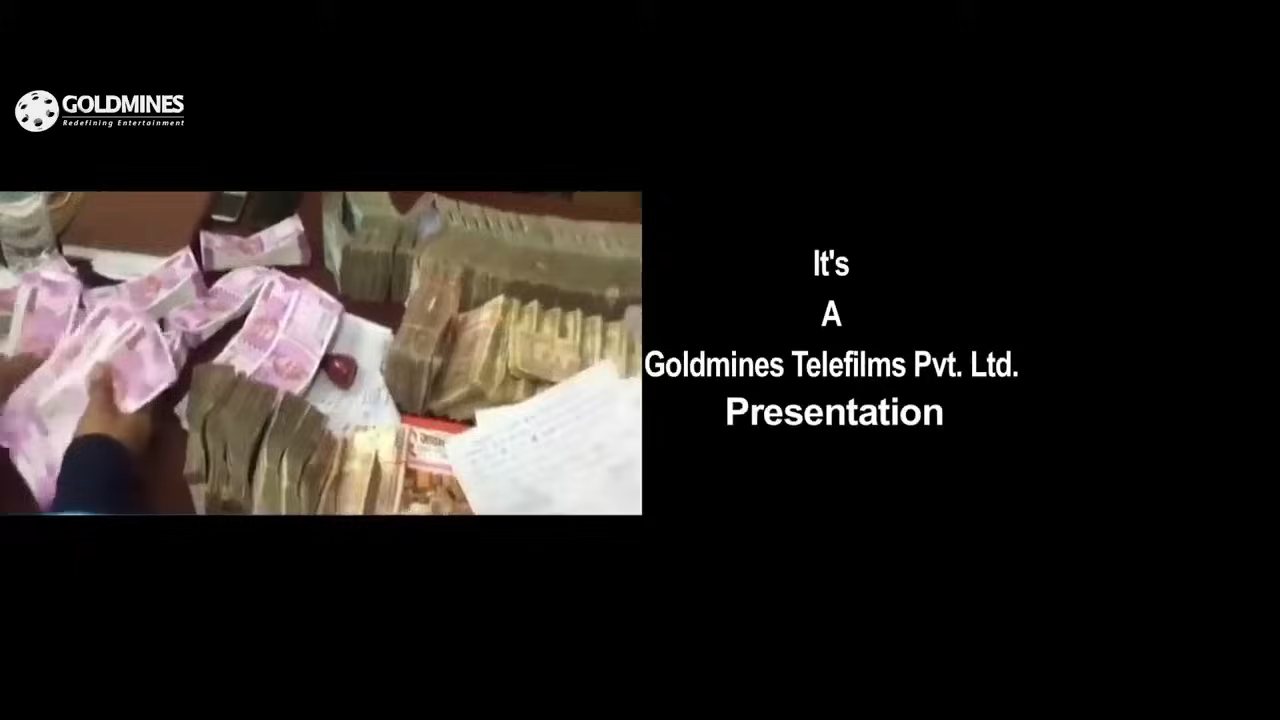 GOLDMINES
Redefining Entertainment
It's
A
Goldmines Telefilms Pvt. Ltd.
Presentation